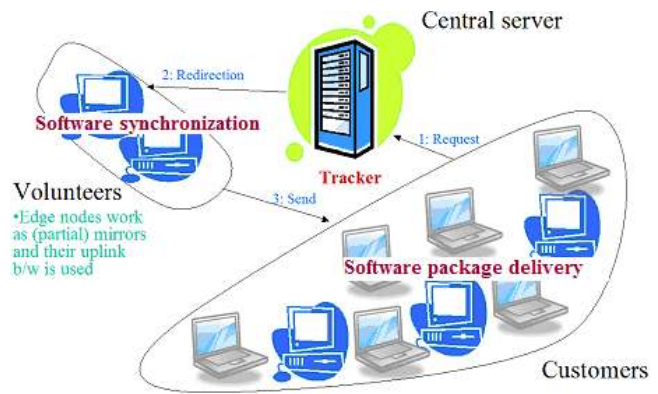 Central server
2: Redirection
Software synchronization
1: Request
Tracker
Volunteers
3: Send
•Edge nodes work
as (partial) mirrors
and their uplink
b/w is used
Software package delivery
Customers